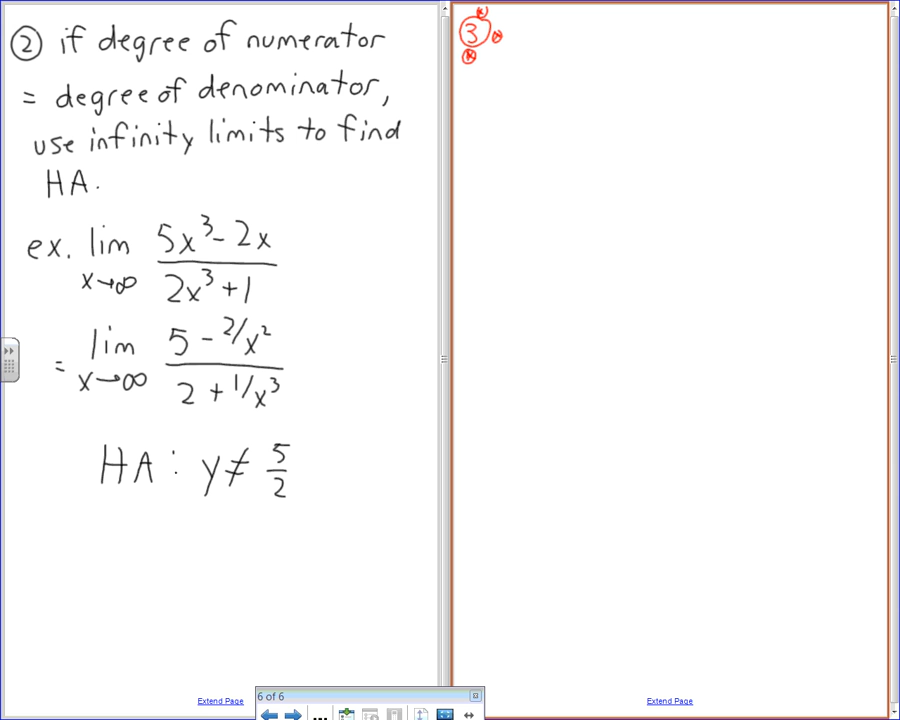 ② if degree of numerator
= degree of denominator,
use infinity limits to find
HA.
ex. lim x→∞ (5x³ - 2x)/(2x³ + 1)
= lim x→∞ (5 - 2/x²)/(2 + 1/x³)
HA: y ≠ 5/2
Extend Page
③
Extend Page
6 of 6